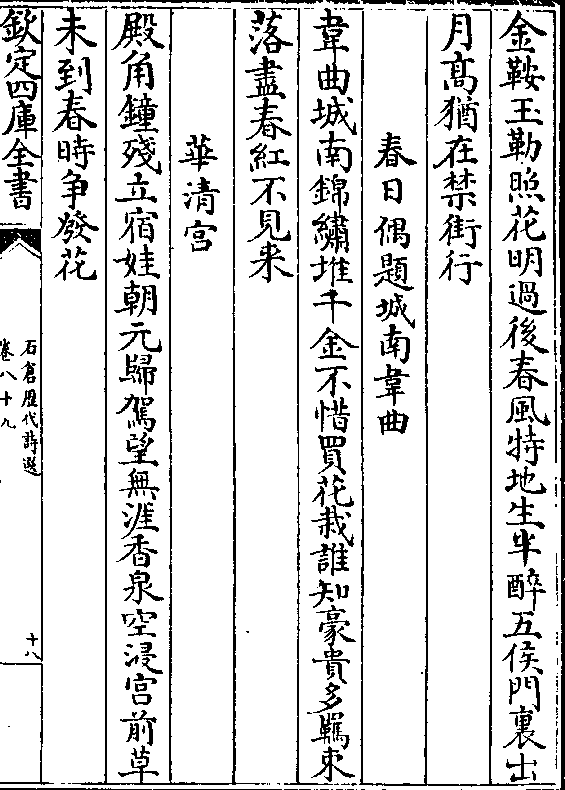 金鞍玉勒照花明過後春風特地生半醉五侯門裏出
月髙猶在禁街行
春日偶題城南韋曲
韋曲城南錦繡堆千金不惜買花栽誰知豪貴多羈束
落盡春紅不見来
華清宫
殿角鐘殘立宿娃朝元歸駕望無涯香泉空浸宫前草
未到春時争發花
欽定四庫全書
石倉歴代詩選
卷八十九
十八